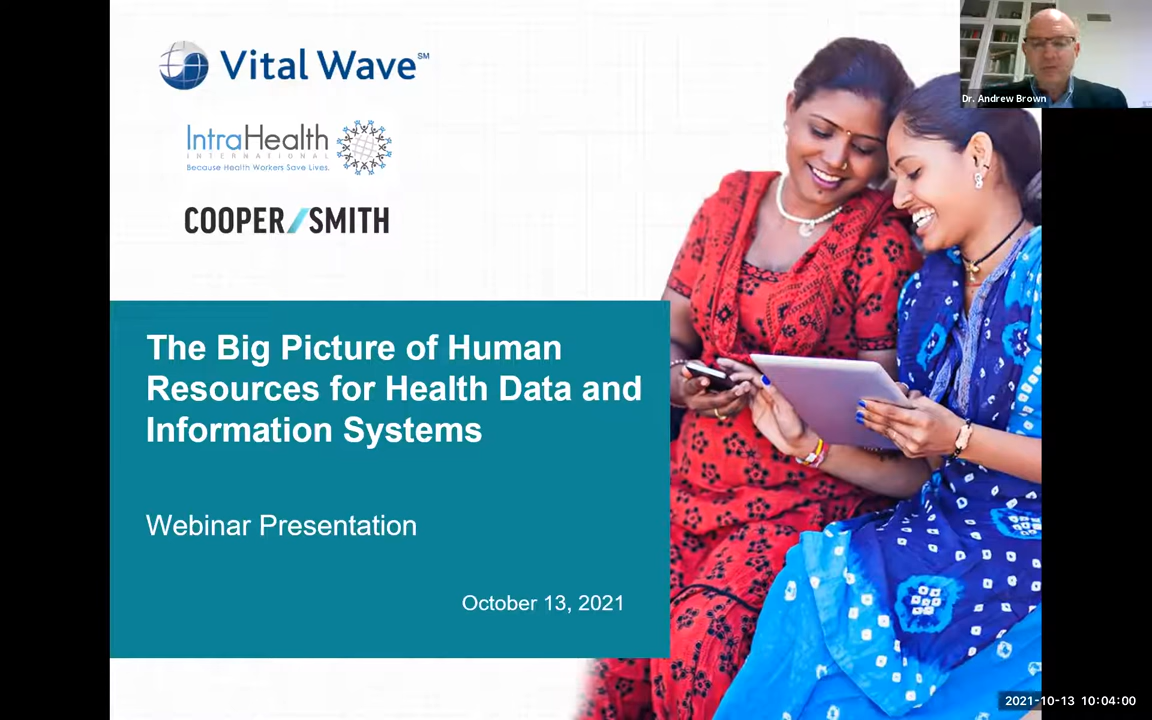 Vital Wave℠
IntraHealth
INTERNATIONAL
Because Health Workers Save Lives.
COOPER/SMITH
Dr. Andrew Brown
The Big Picture of Human
Resources for Health Data and
Information Systems
Webinar Presentation
October 13, 2021
2021-10-13 10:04:00